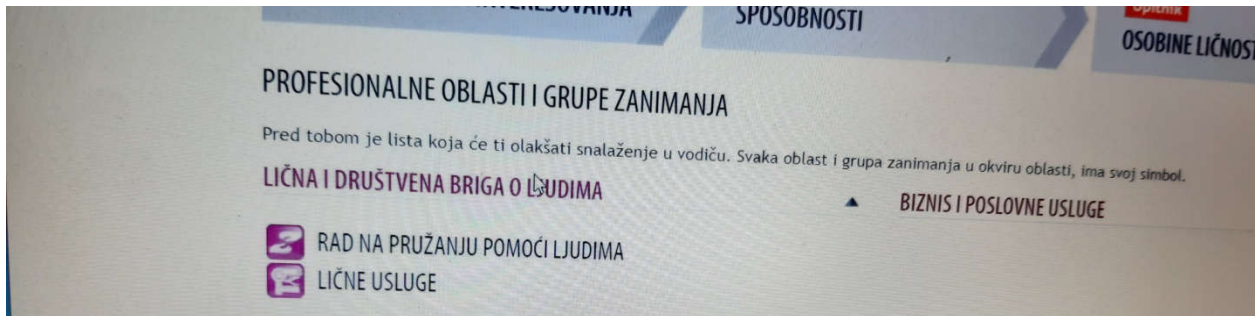 SPOSOBNOSTI
OSOBINE LIČNOST
PROFESIONALNE OBLASTI I GRUPE ZANIMANJA
Pred tobom je lista koja će ti olakšati snalaženje u vodiču. Svaka oblast i grupa zanimanja u okviru oblasti, ima svoj simbol.
LIČNA I DRUŠTVENA BRIGA O LJUDIMA
BIZNIS I POSLOVNE USLUGE
RAD NA PRUŽANJU POMOĆI LJUDIMA
LIČNE USLUGE